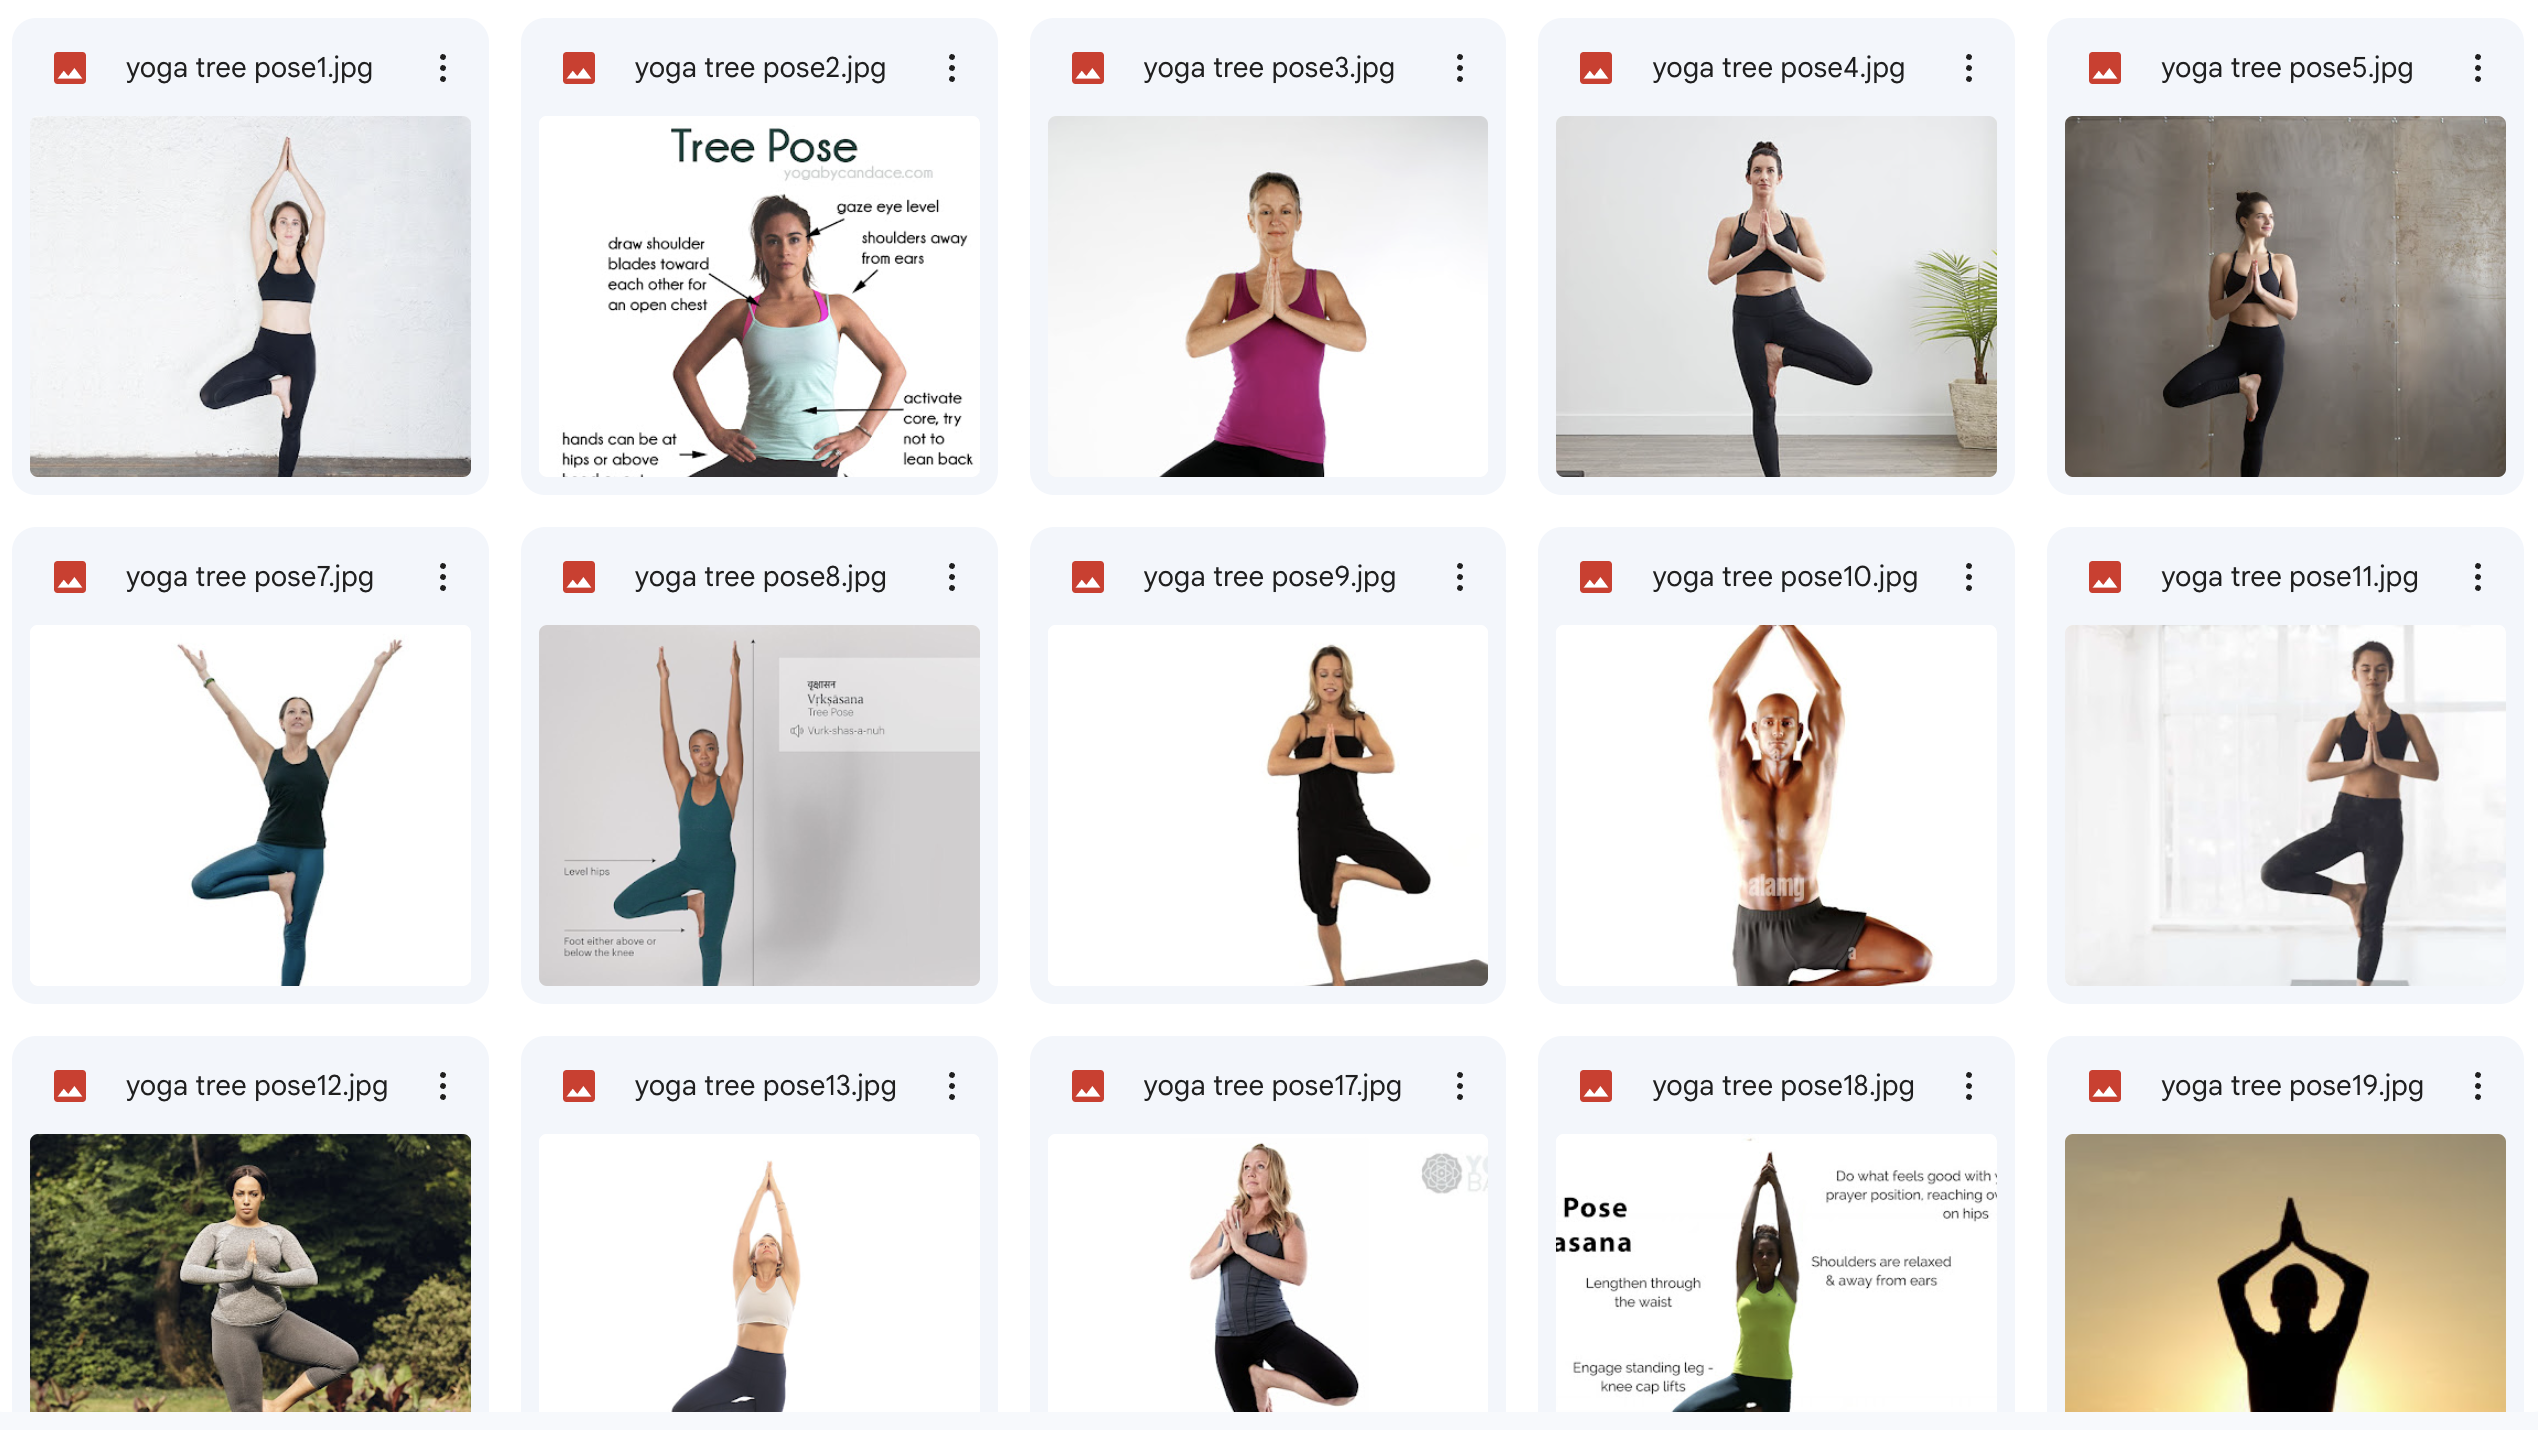 yoga tree pose1.jpg
yoga tree pose2.jpg
yoga tree pose3.jpg
yoga tree pose4.jpg
yoga tree pose5.jpg
Tree Pose
yogabycandace.com
gaze eye level
draw shoulder
blades toward
each other for
an open chest
shoulders away
from ears
activate
core, try
not to
lean back
hands can be at
hips or above
yoga tree pose7.jpg
yoga tree pose8.jpg
yoga tree pose9.jpg
yoga tree pose10.jpg
yoga tree pose11.jpg
वृक्षासन
Vṛkṣāsana
Tree Pose
Vurk-shas-a-nuh
Level hips
Foot either above or
below the knee
alamy
a
yoga tree pose12.jpg
yoga tree pose13.jpg
yoga tree pose17.jpg
yoga tree pose18.jpg
yoga tree pose19.jpg
YO
BA
Pose
asana
Lengthen through
the waist
Engage standing leg -
knee cap lifts
Do what feels good with
prayer position, reaching
on hips
Shoulders are relaxed
& away from ears